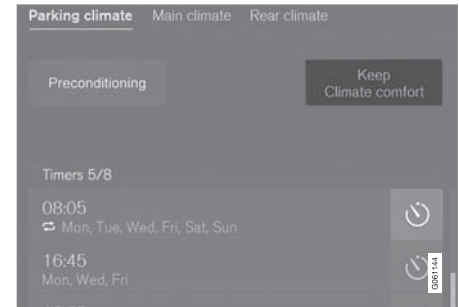 Parking climate Main climate Rear climate
Preconditioning
Keep
Climate comfort
Timers 5/8
08:05
Mon, Tue, Wed, Fri, Sat, Sun
16:45
Mon, Wed, Fri
G061144